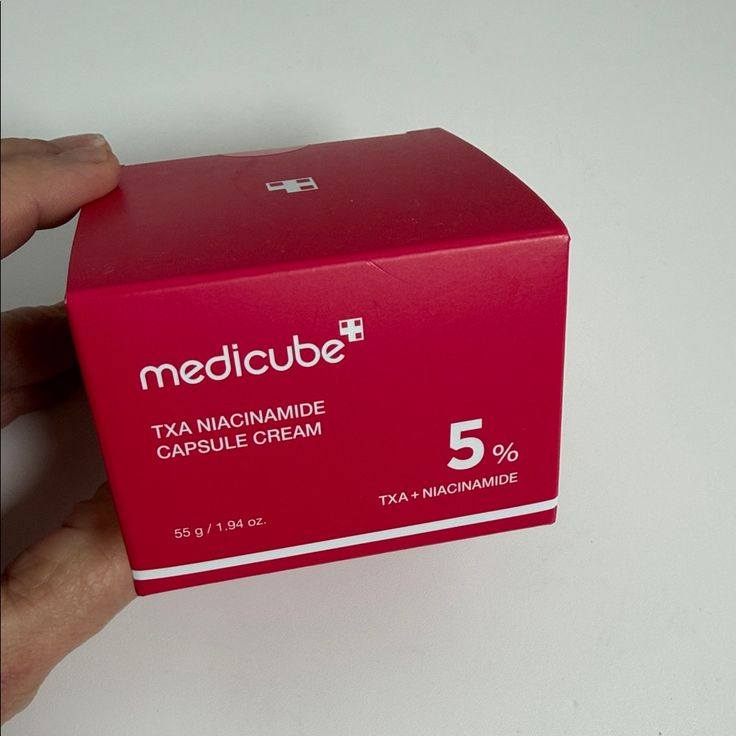 medicube
TXA NIACINAMIDE
CAPSULE CREAM
5 %
TXA + NIACINAMIDE
55 g / 1.94 oz.